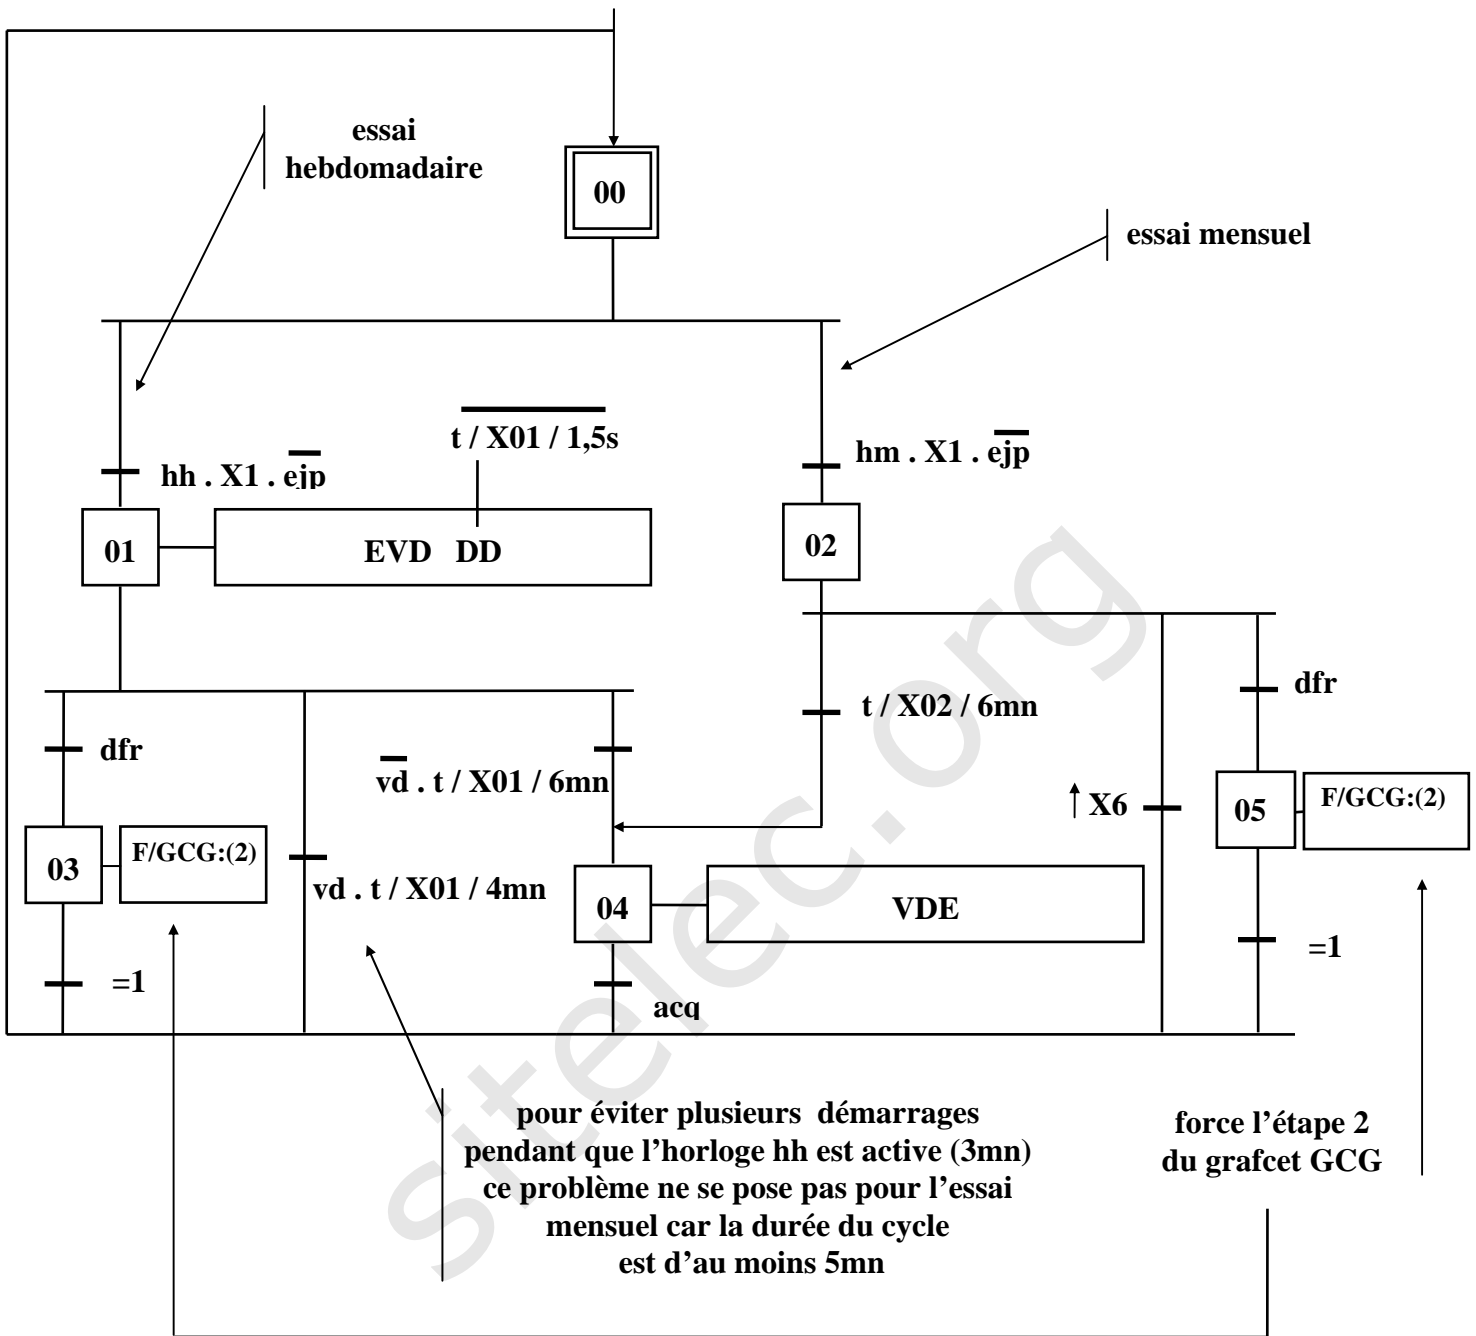 essai
hebdomadaire
00
essai mensuel
t / X01 / 1,5s
hh . X1 . ejp
hm . X1 . ejp
01
EVD DD
02
dfr
vd . t / X01 / 6mn
t / X02 / 6mn
dfr
↑ X6
03
F/GCG:(2)
vd . t / X01 / 4mn
04
VDE
05
F/GCG:(2)
=1
acq
=1
pour éviter plusieurs démarrages
pendant que l’horloge hh est active (3mn)
ce problème ne se pose pas pour l’essai
mensuel car la durée du cycle
est d’au moins 5mn
force l’étape 2
du grafcet GCG
sitelec.org